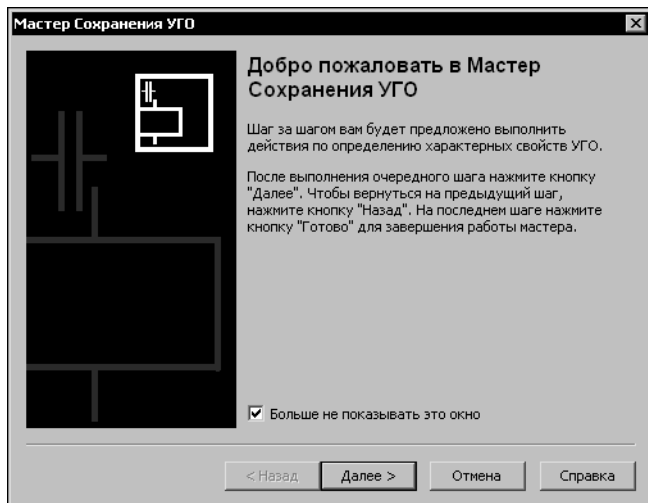 Мастер Сохранения УГО
Добро пожаловать в Мастер
Сохранения УГО
Шаг за шагом вам будет предложено выполнить
действия по определению характерных свойств УГО.
После выполнения очередного шага нажмите кнопку
"Далее". Чтобы вернуться на предыдущий шаг,
нажмите кнопку "Назад". На последнем шаге нажмите
кнопку "Готово" для завершения работы мастера.
Больше не показывать это окно
< Назад
Далее >
Отмена
Справка